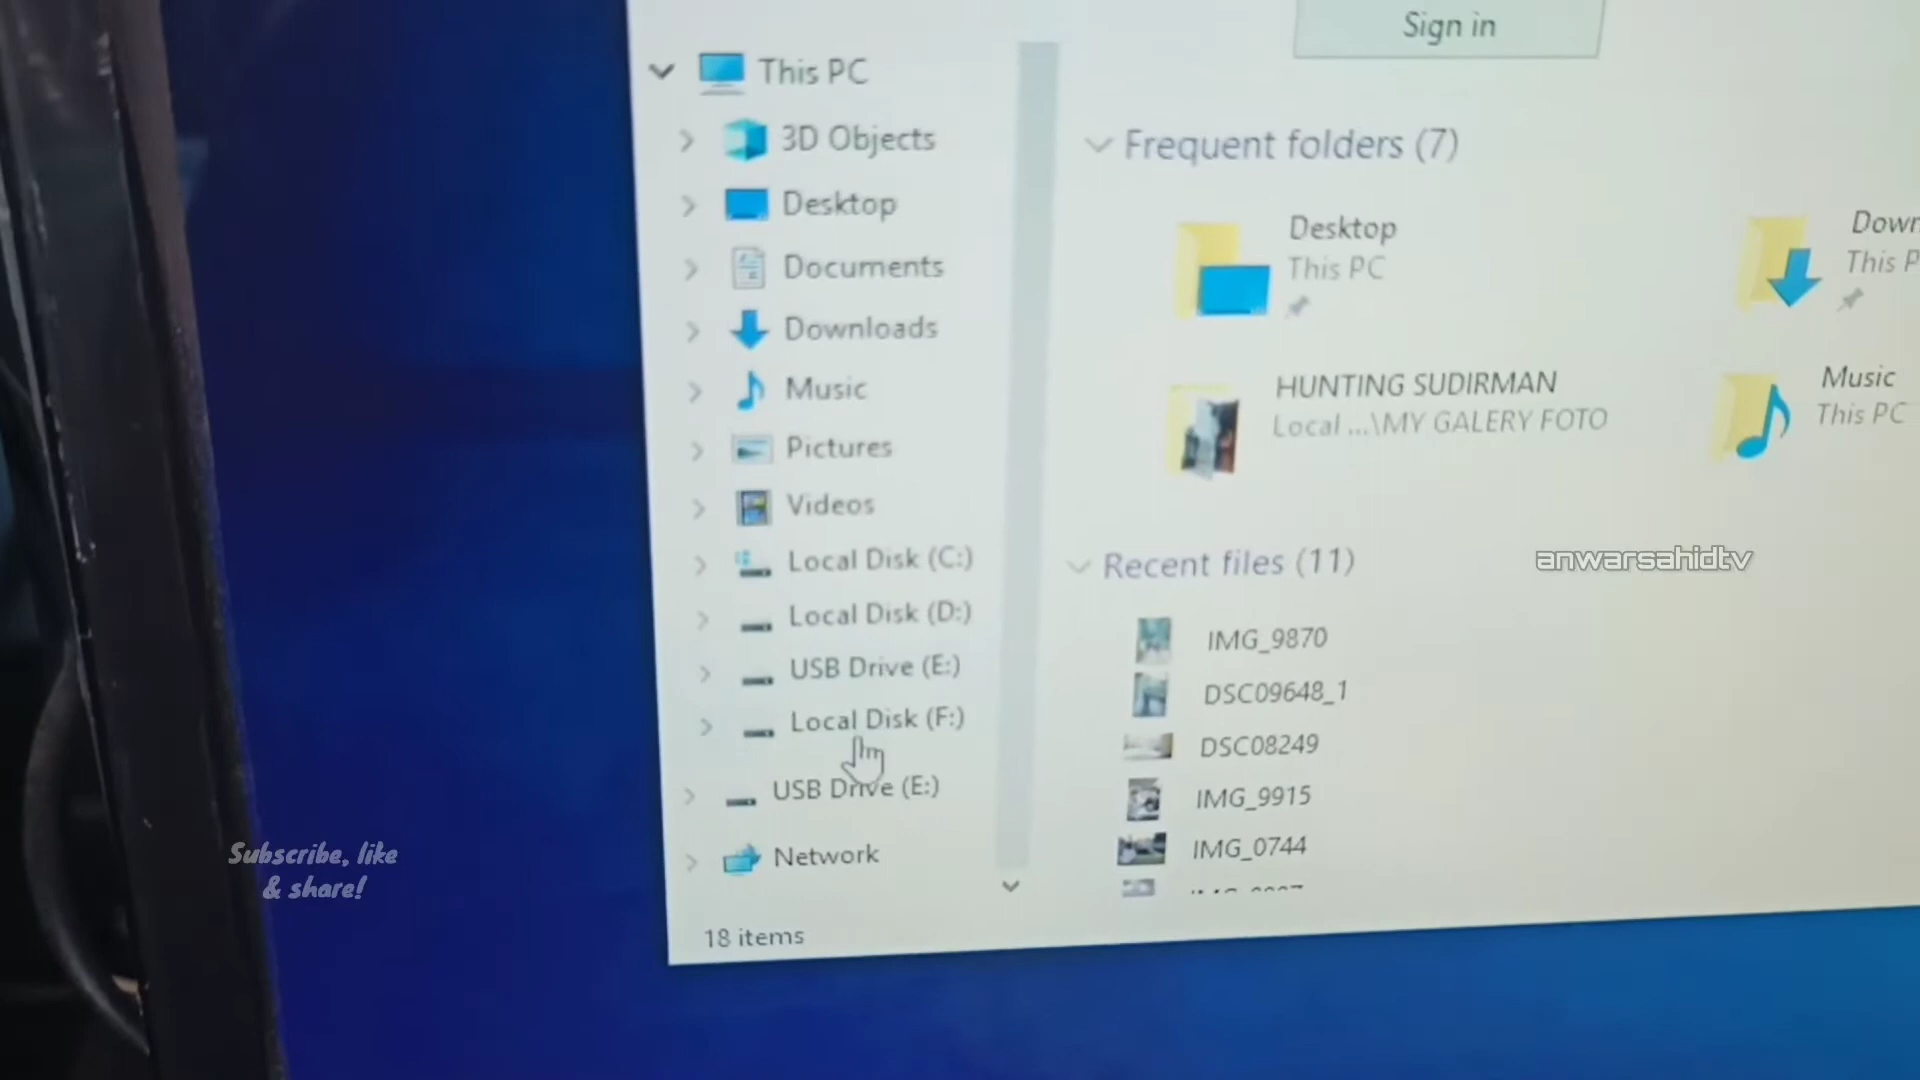 Sign in
This PC
3D Objects
Desktop
Documents
Downloads
Music
Pictures
Videos
Local Disk (C:)
Local Disk (D:)
USB Drive (E:)
Local Disk (F:)
USB Drive (E:)
Network
18 items
Frequent folders (7)
Desktop
This PC
Down
This P
HUNTING SUDIRMAN
Local ...\MY GALERY FOTO
Music
This PC
Recent files (11)
IMG_9870
DSC09648_1
DSC08249
IMG_9915
IMG_0744
anwarsahidtv
Subscribe, like
& share!